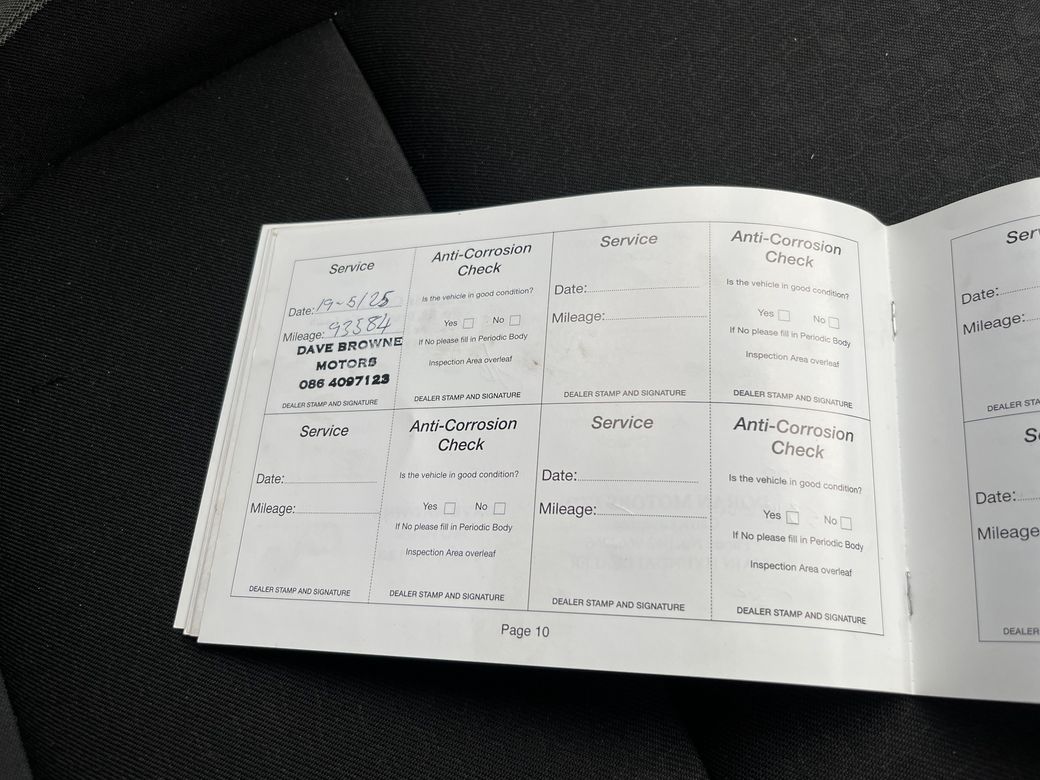 Service
Date: 19-5/25
Mileage: 93584
DAVE BROWNE
MOTORS
086 4097123
DEALER STAMP AND SIGNATURE
Anti-Corrosion
Check
Is the vehicle in good condition?
Yes No
If No please fill in Periodic Body
Inspection Area overleaf
DEALER STAMP AND SIGNATURE
Service
Date:
Mileage:
DEALER STAMP AND SIGNATURE
Anti-Corrosion
Check
Is the vehicle in good condition?
Yes No
If No please fill in Periodic Body
Inspection Area overleaf
DEALER STAMP AND SIGNATURE
Service
Date:
Mileage:
DEALER STAMP AND SIGNATURE
Anti-Corrosion
Check
Is the vehicle in good condition?
Yes No
If No please fill in Periodic Body
Inspection Area overleaf
DEALER STAMP AND SIGNATURE
Service
Date:
Mileage:
DEALER STAMP AND SIGNATURE
Anti-Corrosion
Check
Is the vehicle in good condition?
Yes No
If No please fill in Periodic Body
Inspection Area overleaf
DEALER STAMP AND SIGNATURE
Page 10
Date:
Mileage:
DEALER
Date:
Mileage
DEALER